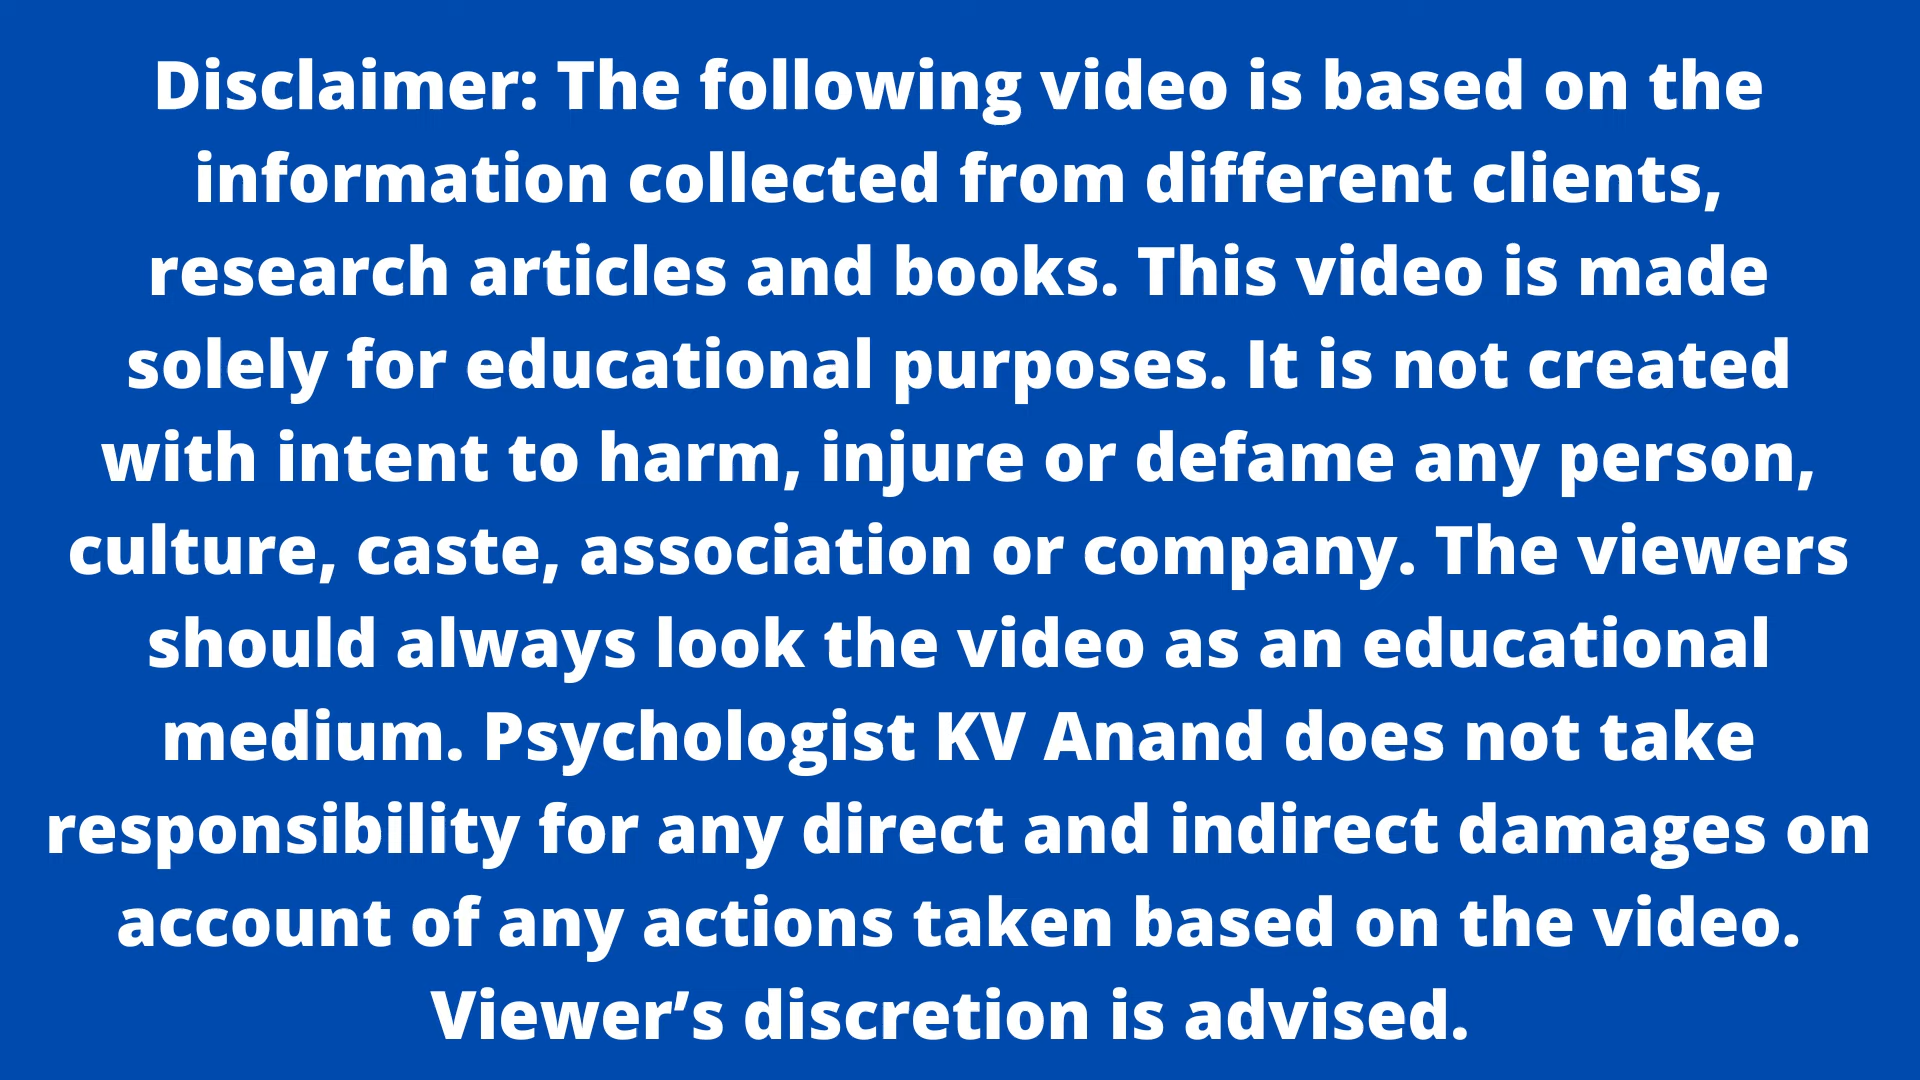 Disclaimer: The following video is based on the
information collected from different clients,
research articles and books. This video is made
solely for educational purposes. It is not created
with intent to harm, injure or defame any person,
culture, caste, association or company. The viewers
should always look the video as an educational
medium. Psychologist KV Anand does not take
responsibility for any direct and indirect damages on
account of any actions taken based on the video.
Viewer’s discretion is advised.